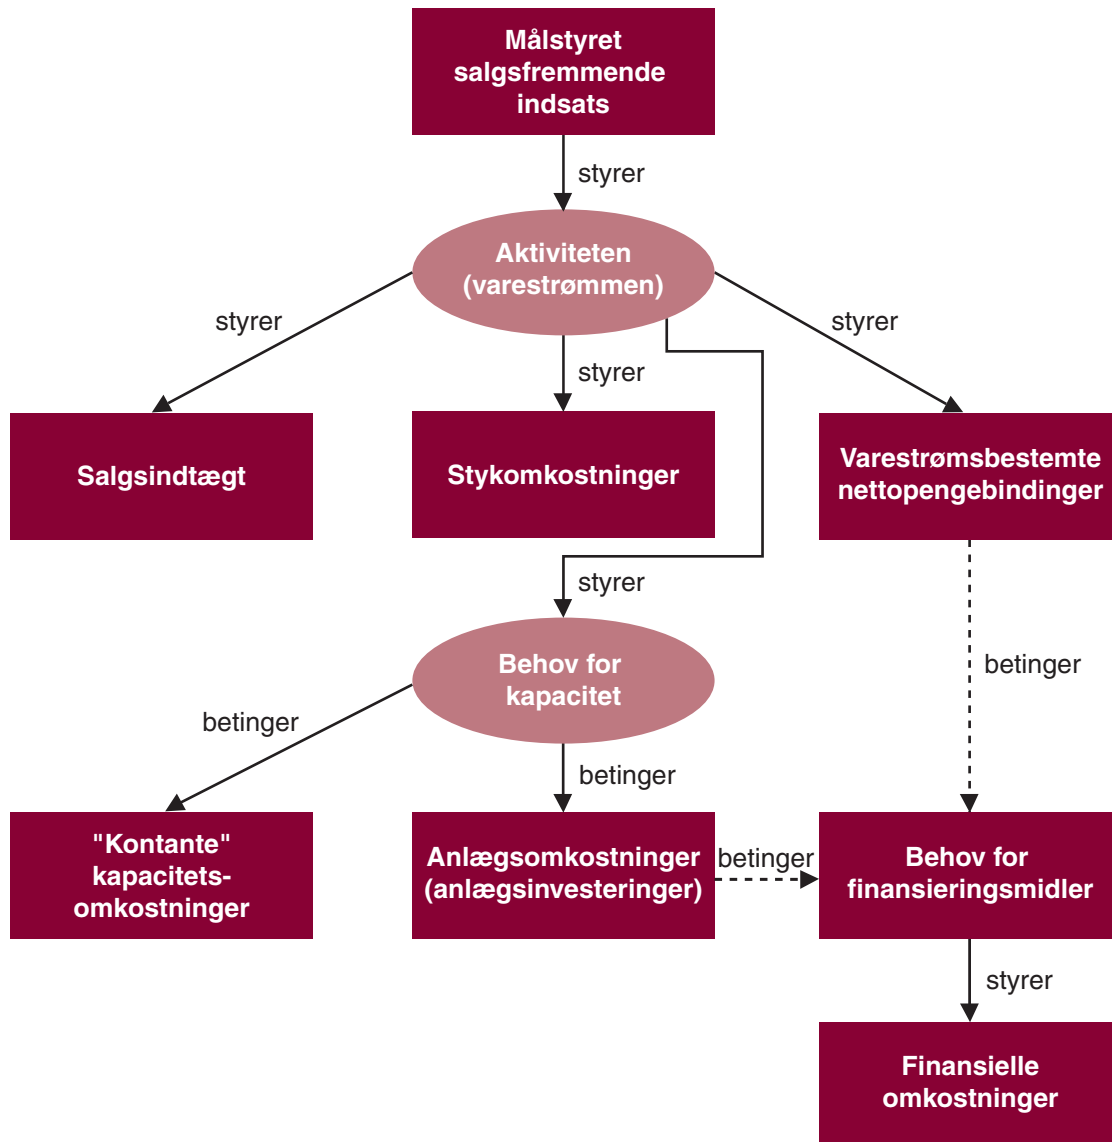 Målstyret
salgsfremmende
indsats
styrer
Aktiviteten
(varestrømmen)
styrer
styrer
styrer
Salgsindtægt
Stykomkostninger
Varestrømsbestemte
nettopengebindinger
styrer
Behov for
kapacitet
betinger
betinger
betinger
"Kontante"
kapacitets-
omkostninger
Anlægsomkostninger
(anlægsinvesteringer)
betinger
Behov for
finansieringsmidler
styrer
Finansielle
omkostninger